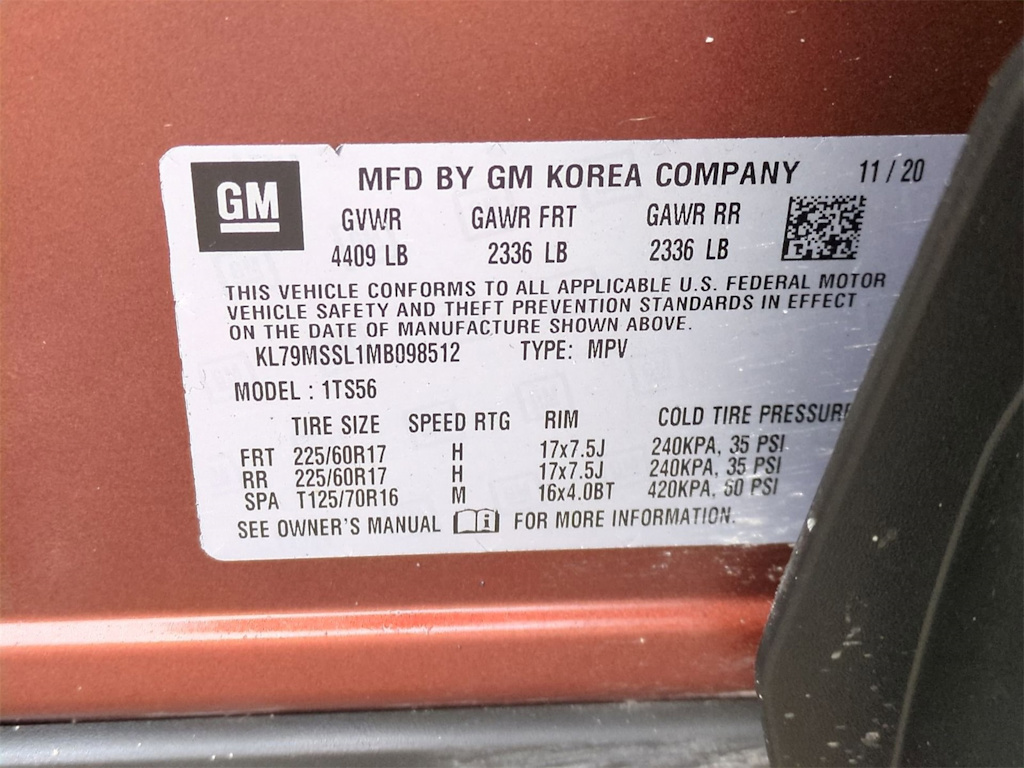 GM
MFD BY GM KOREA COMPANY 11 / 20
GVWR GAWR FRT GAWR RR
4409 LB 2336 LB 2336 LB
THIS VEHICLE CONFORMS TO ALL APPLICABLE U.S. FEDERAL MOTOR
VEHICLE SAFETY AND THEFT PREVENTION STANDARDS IN EFFECT
ON THE DATE OF MANUFACTURE SHOWN ABOVE.
KL79MSSL1MB098512 TYPE: MPV
MODEL : 1TS56
TIRE SIZE SPEED RTG RIM COLD TIRE PRESSURE
FRT 225/60R17 H 17x7.5J 240KPA, 35 PSI
RR 225/60R17 H 17x7.5J 240KPA, 35 PSI
SPA T125/70R16 M 16x4.0BT 420KPA, 60 PSI
SEE OWNER'S MANUAL FOR MORE INFORMATION.